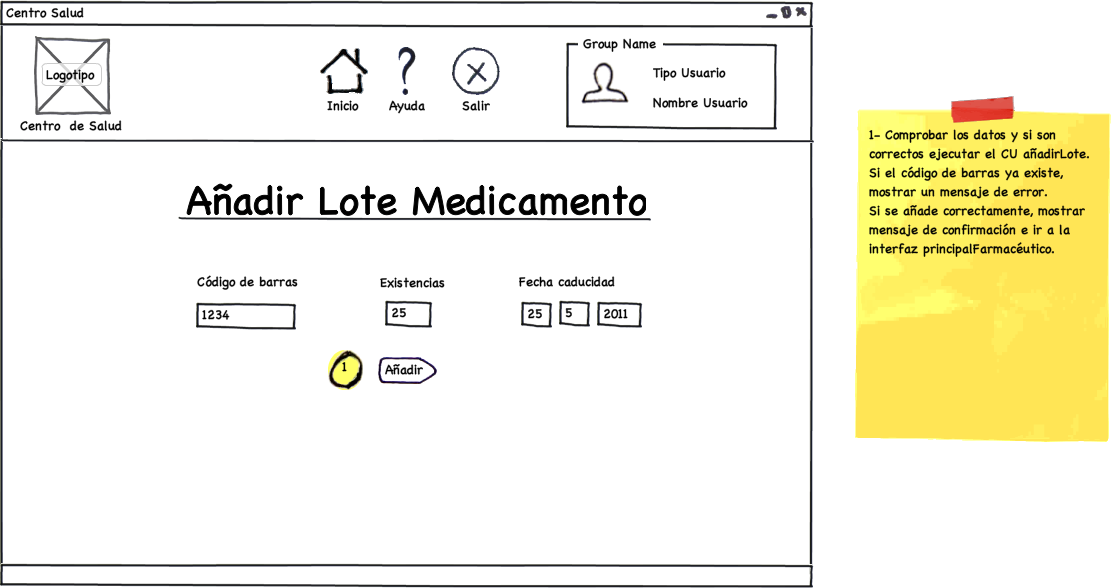 Centro Salud
Logotipo
Centro de Salud
Inicio
Ayuda
Salir
Group Name
Tipo Usuario
Nombre Usuario
Añadir Lote Medicamento
Código de barras
Existencias
Fecha caducidad
1234
25
25
5
2011
1
Añadir
1- Comprobar los datos y si son
correctos ejecutar el CU añadirLote.
Si el código de barras ya existe,
mostrar un mensaje de error.
Si se añade correctamente, mostrar
mensaje de confirmación e ir a la
interfaz principalFarmacéutico.